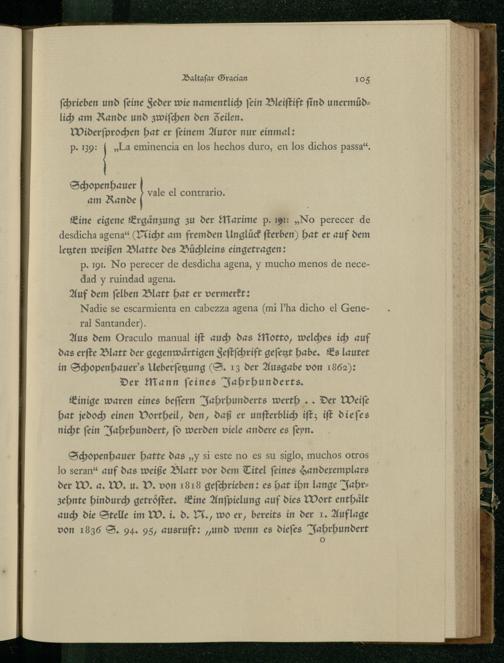 Baltasar Gracian 105
schrieben und seine Feder wie namentlich sein Bleistift sind unermüd-
lich am Rande und zwischen den Zeilen.
Widersprochen hat er seinem Autor nur einmal:
p. 139: { „La eminencia en los hechos duro, en los dichos passa“.
Schopenhauer
am Rande } vale el contrario.
Eine eigene Ergänzung zu der Maxime p. 191: „No perecer de
desdicha agena“ (Nicht am fremden Unglück sterben) hat er auf dem
letzten weißen Blatte des Büchleins eingetragen:
p. 191. No perecer de desdicha agena, y mucho menos de nece-
dad y ruindad agena.
Auf dem selben Blatt hat er vermerkt:
Nadie se escarmienta en cabezza agena (mi l'ha dicho el Gene-
ral Santander).
Aus dem Oraculo manual ist auch das Motto, welches ich auf
das erste Blatt der gegenwärtigen Festschrift gesetzt habe. Es lautet
in Schopenhauer's Uebersetzung (S. 13 der Ausgabe von 1862):
Der Mann seines Jahrhunderts.
Einige waren eines bessern Jahrhunderts werth . . Der Weise
hat jedoch einen Vortheil, den, daß er unsterblich ist; ist dieses
nicht sein Jahrhundert, so werden viele andere es seyn.
Schopenhauer hatte das „y si este no es su siglo, muchos otros
lo seran“ auf das weiße Blatt vor dem Titel seines Handexemplars
der W. a. W. u. V. von 1818 geschrieben: es hat ihn lange Jahr-
zehnte hindurch getröstet. Eine Anspielung auf dies Wort enthält
auch die Stelle im W. i. d. N., wo er, bereits in der 1. Auflage
von 1836 S. 94. 95, ausruft: „und wenn es dieses Jahrhundert
O